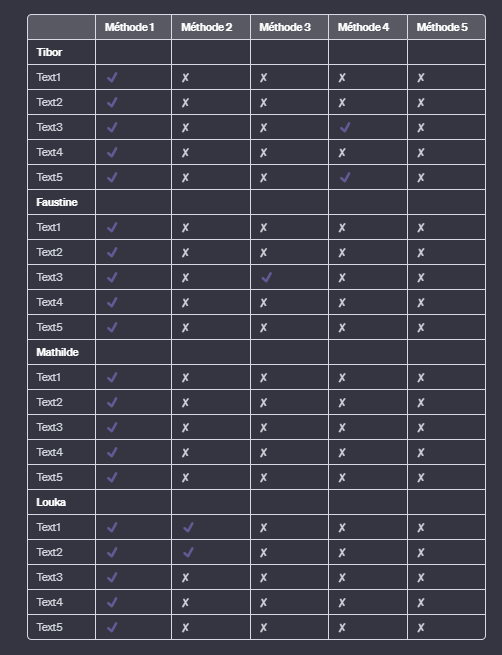 Méthode 1 Méthode 2 Méthode 3 Méthode 4 Méthode 5
Tibor
Text1 ✓ ✗ ✗ ✗ ✗
Text2 ✓ ✗ ✗ ✗ ✗
Text3 ✓ ✗ ✗ ✓ ✗
Text4 ✓ ✗ ✗ ✗ ✗
Text5 ✓ ✗ ✗ ✓ ✗
Faustine
Text1 ✓ ✗ ✗ ✗ ✗
Text2 ✓ ✗ ✗ ✗ ✗
Text3 ✓ ✗ ✓ ✗ ✗
Text4 ✓ ✗ ✗ ✗ ✗
Text5 ✓ ✗ ✗ ✗ ✗
Mathilde
Text1 ✓ ✗ ✗ ✗ ✗
Text2 ✓ ✗ ✗ ✗ ✗
Text3 ✓ ✗ ✗ ✗ ✗
Text4 ✓ ✗ ✗ ✗ ✗
Text5 ✓ ✗ ✗ ✗ ✗
Louka
Text1 ✓ ✓ ✗ ✗ ✗
Text2 ✓ ✓ ✗ ✗ ✗
Text3 ✓ ✗ ✗ ✗ ✗
Text4 ✓ ✗ ✗ ✗ ✗
Text5 ✓ ✗ ✗ ✗ ✗